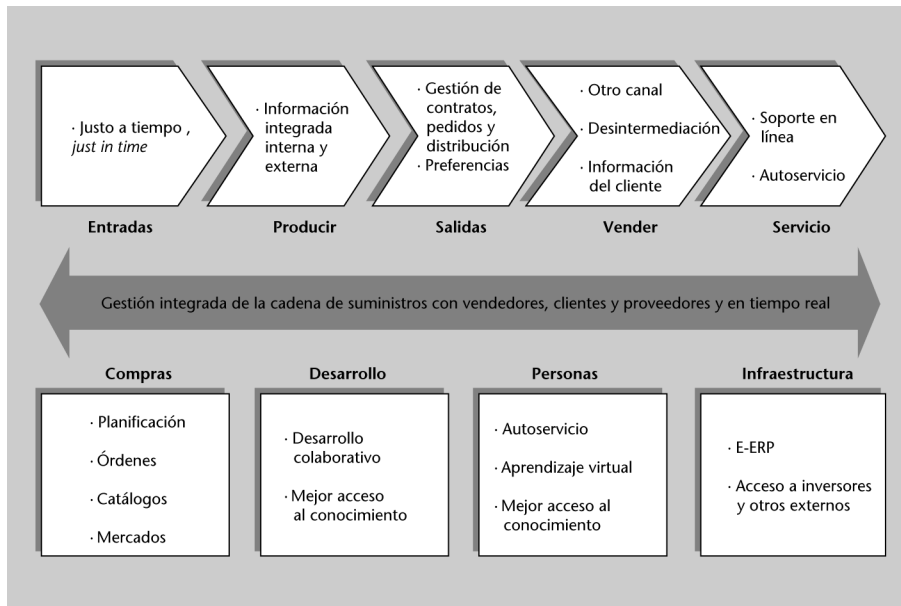 · Justo a tiempo ,
just in time
Entradas
· Información
integrada
interna y
externa
Producir
· Gestión de
contratos,
pedidos y
distribución
· Preferencias
Salidas
· Otro canal
· Desintermediación
· Información
del cliente
Vender
· Soporte en
línea
· Autoservicio
Servicio
Gestión integrada de la cadena de suministros con vendedores, clientes y proveedores y en tiempo real
Compras
· Planificación
· Órdenes
· Catálogos
· Mercados
Desarrollo
· Desarrollo
colaborativo
· Mejor acceso
al conocimiento
Personas
· Autoservicio
· Aprendizaje virtual
· Mejor acceso al
conocimiento
Infraestructura
· E-ERP
· Acceso a inversores
y otros externos